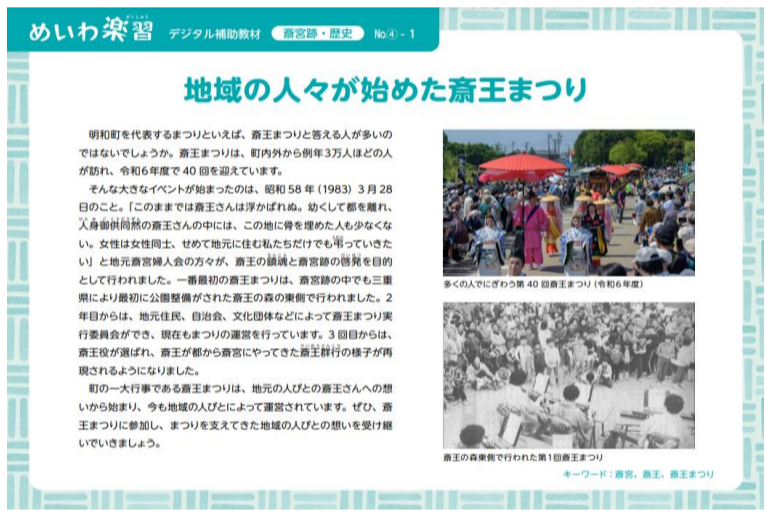 めいわ楽習 デジタル補助教材 斎宮跡・歴史 No④-1
がくしゅう
地域の人々が始めた斎王まつり
明和町を代表するまつりといえば、斎王まつりと答える人が多いの
ではないでしょうか。斎王まつりは、町内外から例年3万人ほどの人
が訪れ、令和6年度で40回を迎えています。
そんな大きなイベントが始まったのは、昭和58年(1983)3月28
日のこと。「このままでは斎王さんは浮かばれぬ。幼くして都を離れ、
人身御供同然の斎王さんの中には、この地に骨を埋めた人も少なくな
い。女性は女性同士、せめて地元に住む私たちだけでも弔っていきた
い」と地元斎宮婦人会の方々が、斎王の鎮魂と斎宮跡の啓発を目的
として行われました。一番最初の斎王まつりは、斎宮跡の中でも三重
県により最初に公園整備がされた斎王の森の東側で行われました。2
年目からは、地元住民、自治会、文化団体などによって斎王まつり実
行委員会ができ、現在もまつりの運営を行っています。3回目からは、
斎王役が選ばれ、斎王が都から斎宮にやってきた斎王群行の様子が再
現されるようになりました。
町の一大行事である斎王まつりは、地元の人びとの斎王さんへの想
いから始まり、今も地域の人びとによって運営されています。ぜひ、斎
王まつりに参加し、まつりを支えてきた地域の人びとの想いを受け継
いでいきましょう。
多くの人でにぎわう第40回斎王まつり(令和6年度)
斎王の森東側で行われた第1回斎王まつり
キーワード:斎宮、斎王、斎王まつり